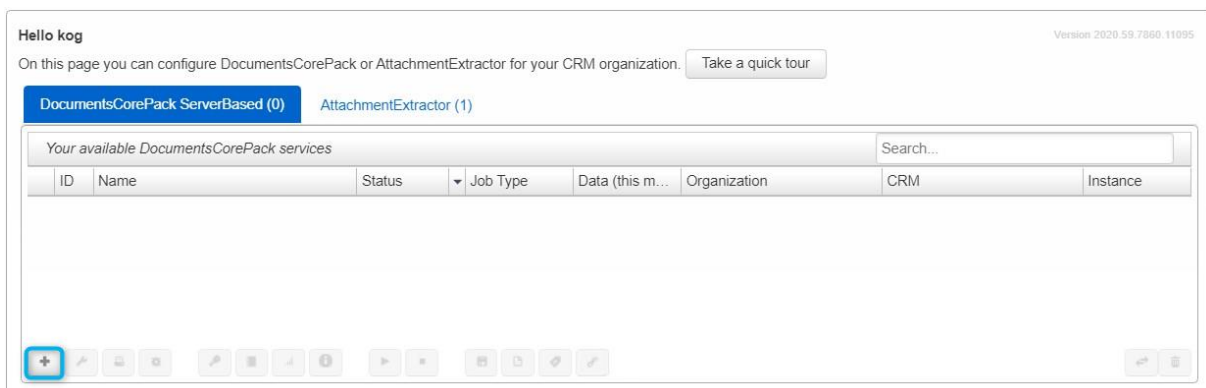 Hello kog
Version 2020.59.7860.11095
On this page you can configure DocumentsCorePack or AttachmentExtractor for your CRM organization. Take a quick tour
DocumentsCorePack ServerBased (0) AttachmentExtractor (1)
Your available DocumentsCorePack services Search...
ID Name Status Job Type Data (this m... Organization CRM Instance